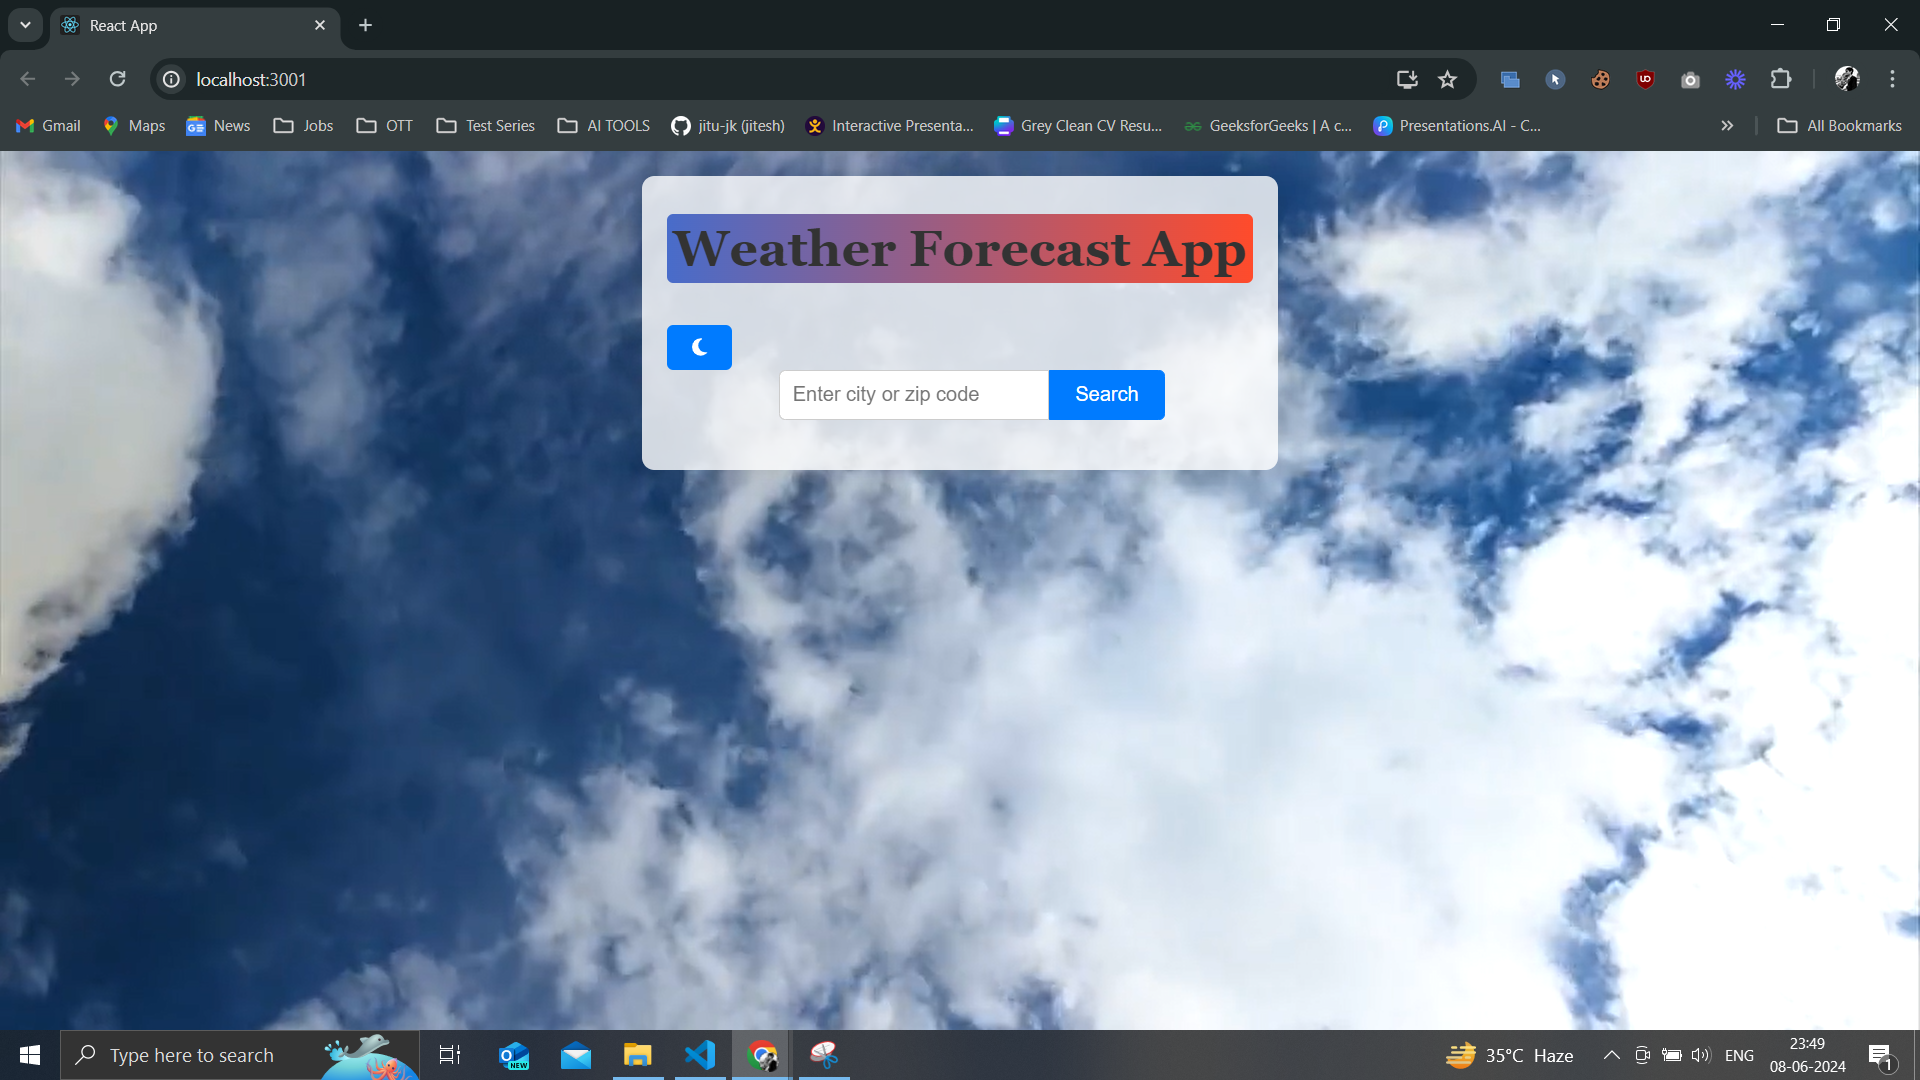 React App
localhost:3001
Gmail Maps News Jobs OTT Test Series AI TOOLS jitu-jk (jitesh) Interactive Presenta... Grey Clean CV Resu... GeeksforGeeks | A c... Presentations.AI - C... All Bookmarks
Weather Forecast App
Enter city or zip code Search
Type here to search
NEW
35°C Haze
ENG
23:49
08-06-2024
1